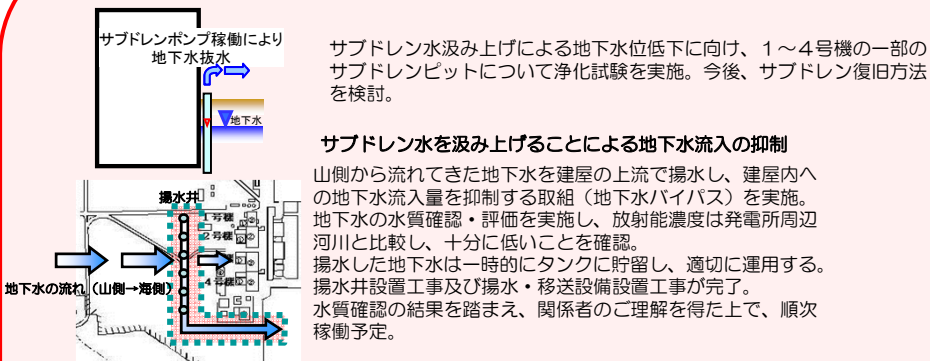 サブドレンポンプ稼働により
地下水抜水
地下水
サブドレン水汲み上げによる地下水位低下に向け、１～４号機の一部の
サブドレンピットについて浄化試験を実施。今後、サブドレン復旧方法
を検討。
サブドレン水を汲み上げることによる地下水流入の抑制
山側から流れてきた地下水を建屋の上流で揚水し、建屋内へ
の地下水流入量を抑制する取組（地下水バイパス）を実施。
地下水の水質確認・評価を実施し、放射能濃度は発電所周辺
河川と比較し、十分に低いことを確認。
揚水した地下水は一時的にタンクに貯留し、適切に運用する。
揚水井設置工事及び揚水・移送設備設置工事が完了。
水質確認の結果を踏まえ、関係者のご理解を得た上で、順次
稼働予定。
揚水井
１号機
２号機
４号機
地下水の流れ（山側→海側）